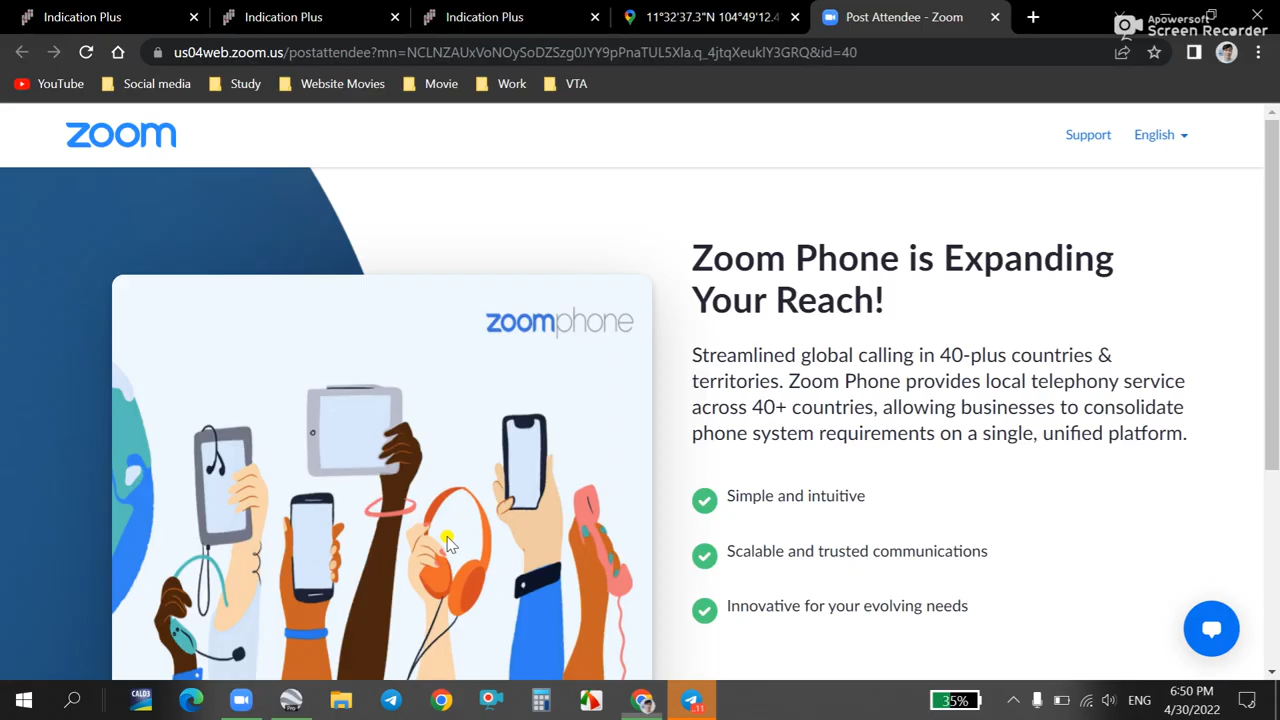 Indication Plus
Indication Plus
Indication Plus
11°32'37.3"N 104°49'12.4
Post Attendee - Zoom
Apowersoft
Screen Recorder
us04web.zoom.us/postattendee?mn=NCLNZAUxVoNOySoDZSzg0JYY9pPnaTUL5Xla.q_4jtqXeuklY3GRQ&id=40
YouTube
Social media
Study
Website Movies
Movie
Work
VTA
zoom
Support
English
zoomphone
Zoom Phone is Expanding
Your Reach!
Streamlined global calling in 40-plus countries &
territories. Zoom Phone provides local telephony service
across 40+ countries, allowing businesses to consolidate
phone system requirements on a single, unified platform.
Simple and intuitive
Scalable and trusted communications
Innovative for your evolving needs
CALD3
Pro
11
35%
ENG
6:50 PM
4/30/2022